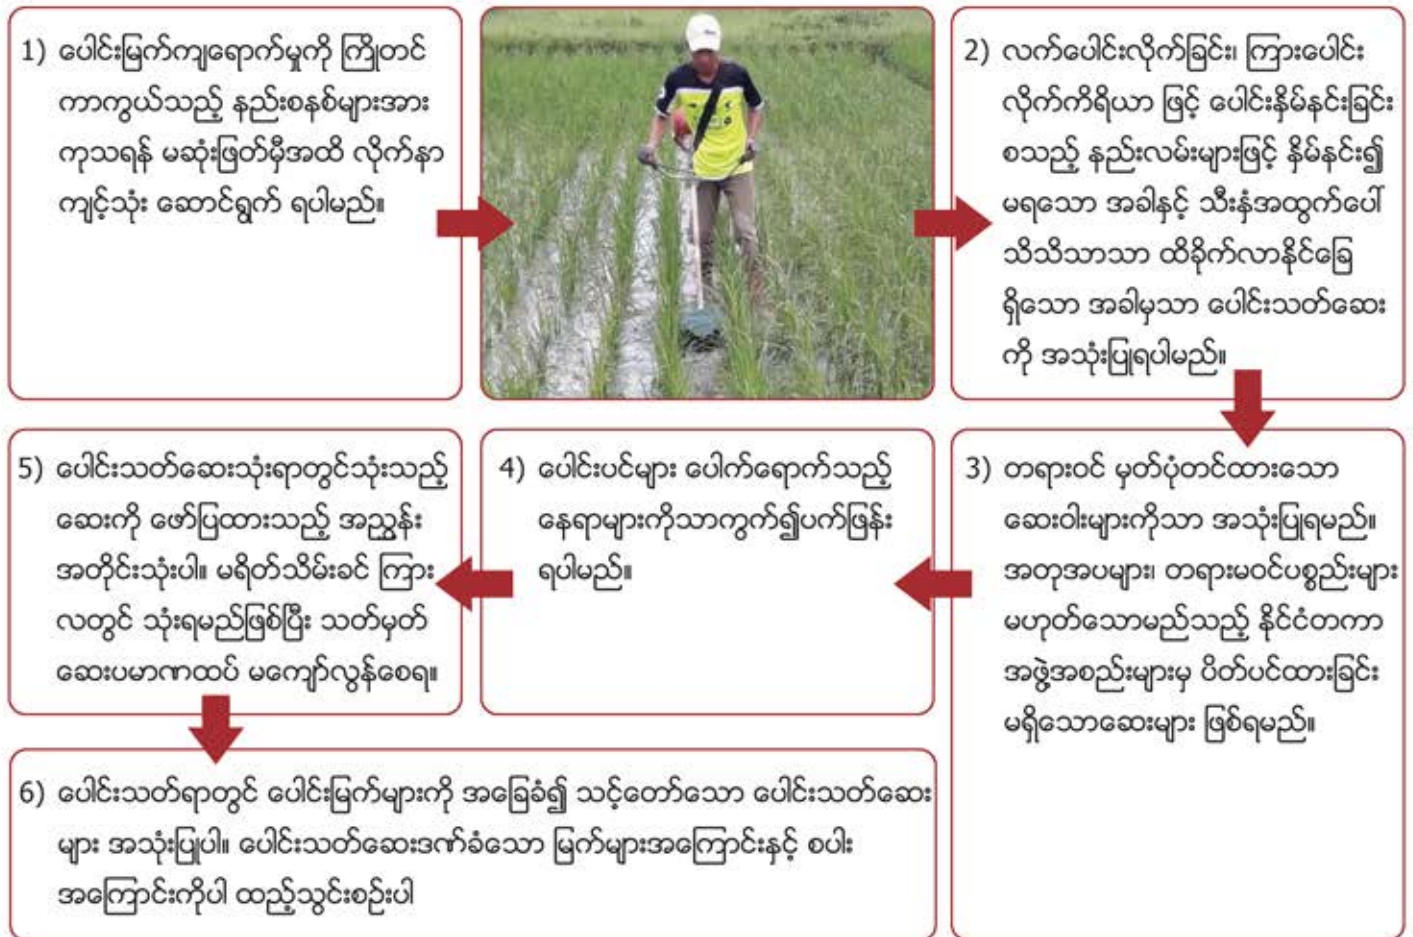 1) ပေါင်းမြက်ကျရောက်မှုကို ကြိုတင်
ကာကွယ်သည့် နည်းစနစ်များအား
ကုသရန် မဆုံးဖြတ်မှီအထိ လိုက်နာ
ကျင့်သုံး ဆောင်ရွက် ရပါမည်။
2) လက်ပေါင်းလိုက်ခြင်း၊ ကြားပေါင်း
လိုက်ကိရိယာ ဖြင့် ပေါင်းနှိမ်နင်းခြင်း
စသည့် နည်းလမ်းများဖြင့် နှိမ်နင်း၍
မရသော အခါနှင့် သီးနှံအထွက်ပေါ်
သိသိသာသာ ထိခိုက်လာနိုင်ခြေ
ရှိသော အခါမှသာ ပေါင်းသတ်ဆေး
ကို အသုံးပြုရပါမည်။
3) တရားဝင် မှတ်ပုံတင်ထားသော
ဆေးဝါးများကိုသာ အသုံးပြုရမည်။
အတုအပများ၊ တရားမဝင်ပစ္စည်းများ
မဟုတ်သောမည်သည့် နိုင်ငံတကာ
အဖွဲ့အစည်းများမှ ပိတ်ပင်ထားခြင်း
မရှိသောဆေးများ ဖြစ်ရမည်။
4) ပေါင်းပင်များ ပေါက်ရောက်သည့်
နေရာများကိုသာကွက်၍ပက်ဖြန်း
ရပါမည်။
5) ပေါင်းသတ်ဆေးသုံးရာတွင်သုံးသည့်
ဆေးကို ဖော်ပြထားသည့် အညွှန်း
အတိုင်းသုံးပါ။ မရိတ်သိမ်းခင် ကြား
လတွင် သုံးရမည်ဖြစ်ပြီး သတ်မှတ်
ဆေးပမာဏထပ် မကျော်လွန်စေရ။
6) ပေါင်းသတ်ရာတွင် ပေါင်းမြက်များကို အခြေခံ၍ သင့်တော်သော ပေါင်းသတ်ဆေး
များ အသုံးပြုပါ။ ပေါင်းသတ်ဆေးဒဏ်ခံသော မြက်များအကြောင်းနှင့် စပါး
အကြောင်းကိုပါ ထည့်သွင်းစဉ်းပါ